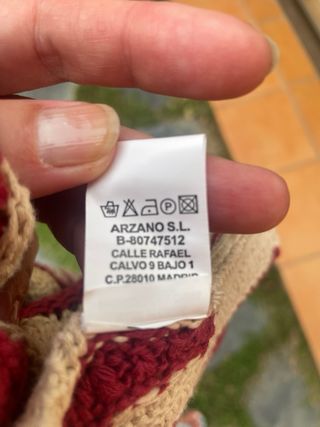 ARZANO S.L.
B-80747512
CALLE RAFAEL
CALVO 9 BAJO 1
C.P.28010 MADRID